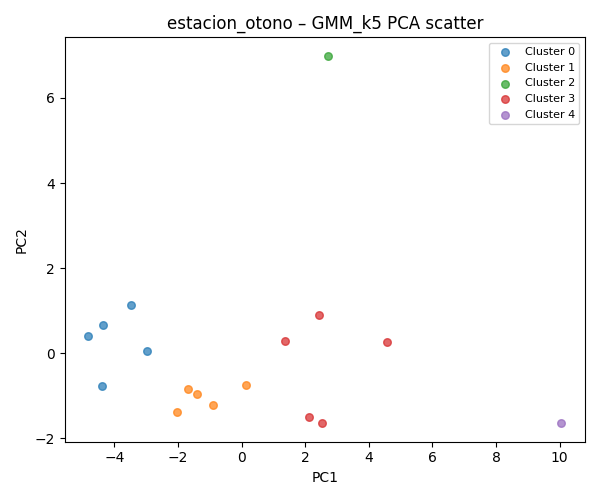 estacion_otono – GMM_k5 PCA scatter
Cluster 0
Cluster 1
Cluster 2
Cluster 3
Cluster 4
6
4
2
0
−2
PC2
−4
−2
0
2
4
6
8
10
PC1